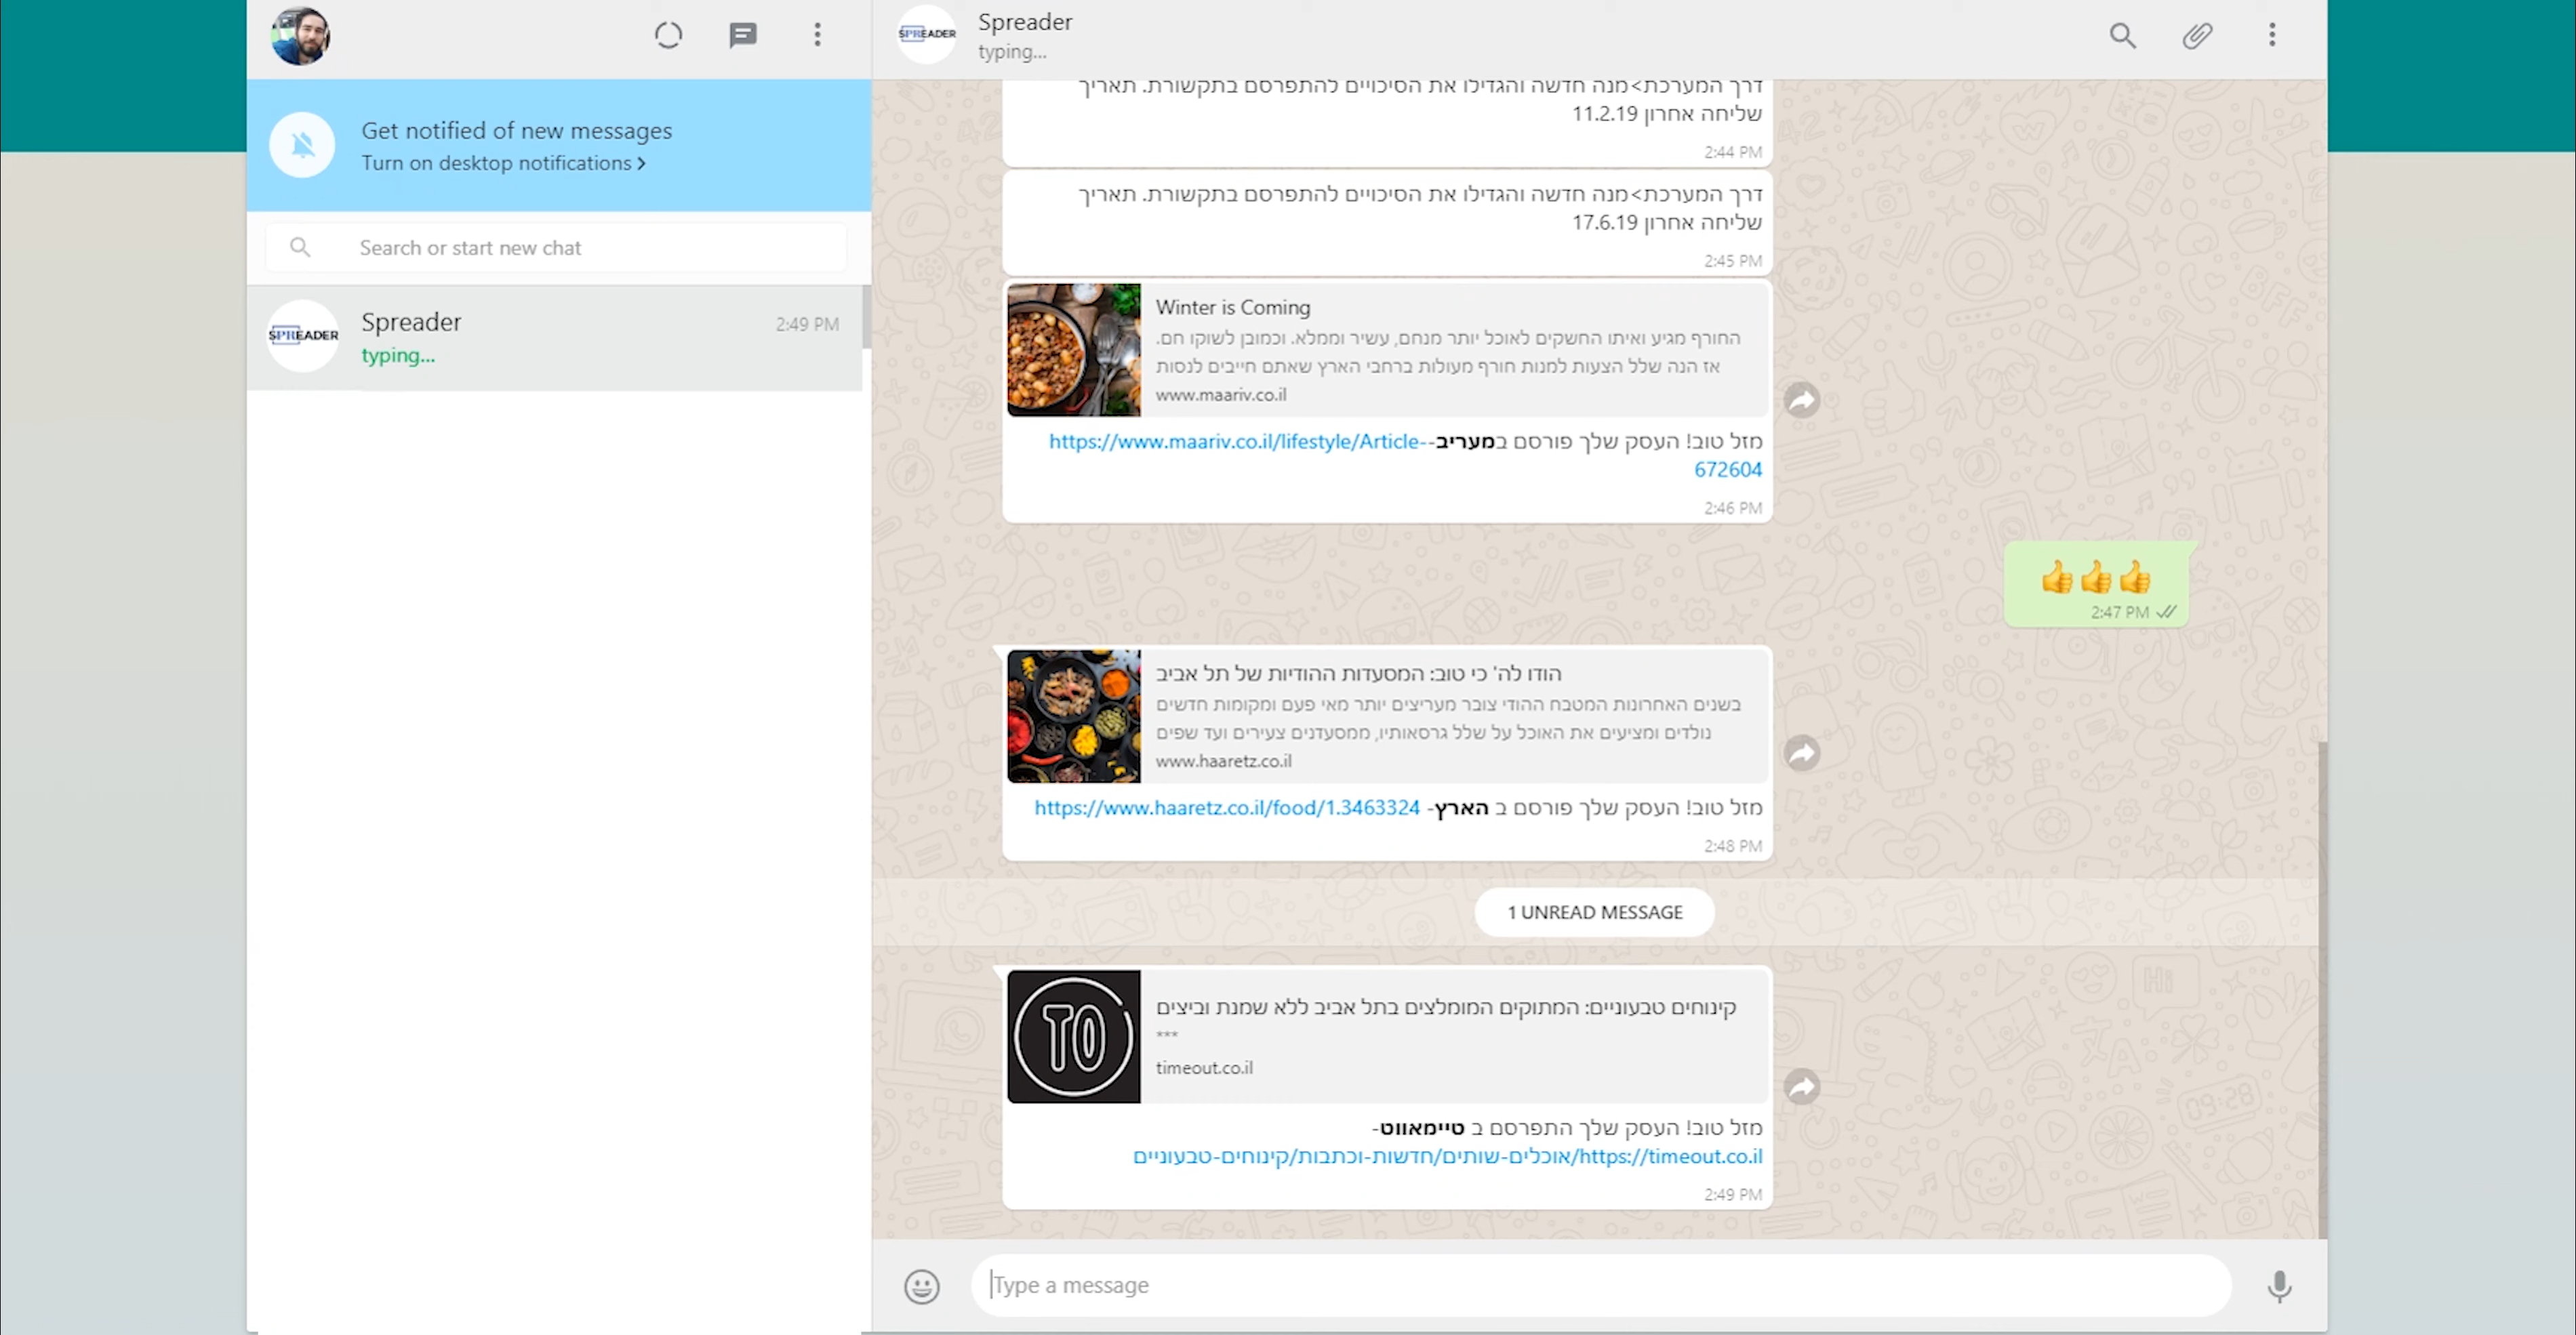 Get notified of new messages
Turn on desktop notifications >
Search or start new chat
SPREADER
Spreader
2:49 PM
typing...
SPREADER
Spreader
typing...
דרך המערכת>מנה חדשה והגדילו את הסיכויים להתפרסם בתקשורת. תאריך
שליחה אחרון 11.2.19
2:44 PM
דרך המערכת>מנה חדשה והגדילו את הסיכויים להתפרסם בתקשורת. תאריך
שליחה אחרון 17.6.19
2:45 PM
Winter is Coming
החורף מגיע ואיתו החשקים לאוכל יותר מנחם, עשיר וממלא. וכמובן לשוקו חם.
אז הנה שלל הצעות למנות חורף מעולות ברחבי הארץ שאתם חייבים לנסות
www.maariv.co.il
מזל טוב! העסק שלך פורסם במעריב--https://www.maariv.co.il/lifestyle/Article
672604
2:46 PM
👍👍👍
2:47 PM
הודו לה' כי טוב: המסעדות ההודיות של תל אביב
בשנים האחרונות המטבח ההודי צובר מעריצים יותר מאי פעם ומקומות חדשים
נולדים ומציעים את האוכל על שלל גרסאותיו, ממסעדנים צעירים ועד שפים
www.haaretz.co.il
מזל טוב! העסק שלך פורסם ב הארץ- https://www.haaretz.co.il/food/1.3463324
2:48 PM
1 UNREAD MESSAGE
TO
קינוחים טבעוניים: המתוקים המומלצים בתל אביב ללא שמנת וביצים
***
timeout.co.il
מזל טוב! העסק שלך התפרסם ב טיימאווט-
https://timeout.co.il/אוכלים-שותים/חדשות-וכתבות/קינוחים-טבעוניים
2:49 PM
Type a message